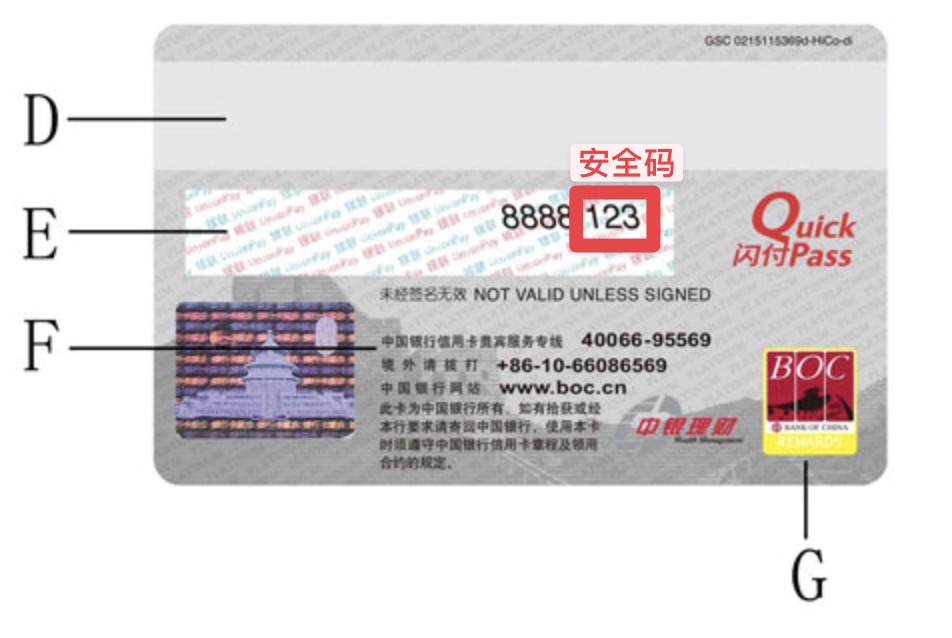 GSC 0215115369d-HiCo-di
D
安全码
E
8888 123
Quick
闪付Pass
未经签名无效 NOT VALID UNLESS SIGNED
F
中国银行信用卡贵宾服务专线 40066-95569
境外请拨打 +86-10-66086569
中国银行网站 www.boc.cn
此卡为中国银行所有,如有拾获或经
本行要求请寄回中国银行,使用本卡
时须遵守中国银行信用卡章程及领用
合约的规定。
中银理财
Wealth Management
BOC
BANK OF CHINA
REWARDS
G